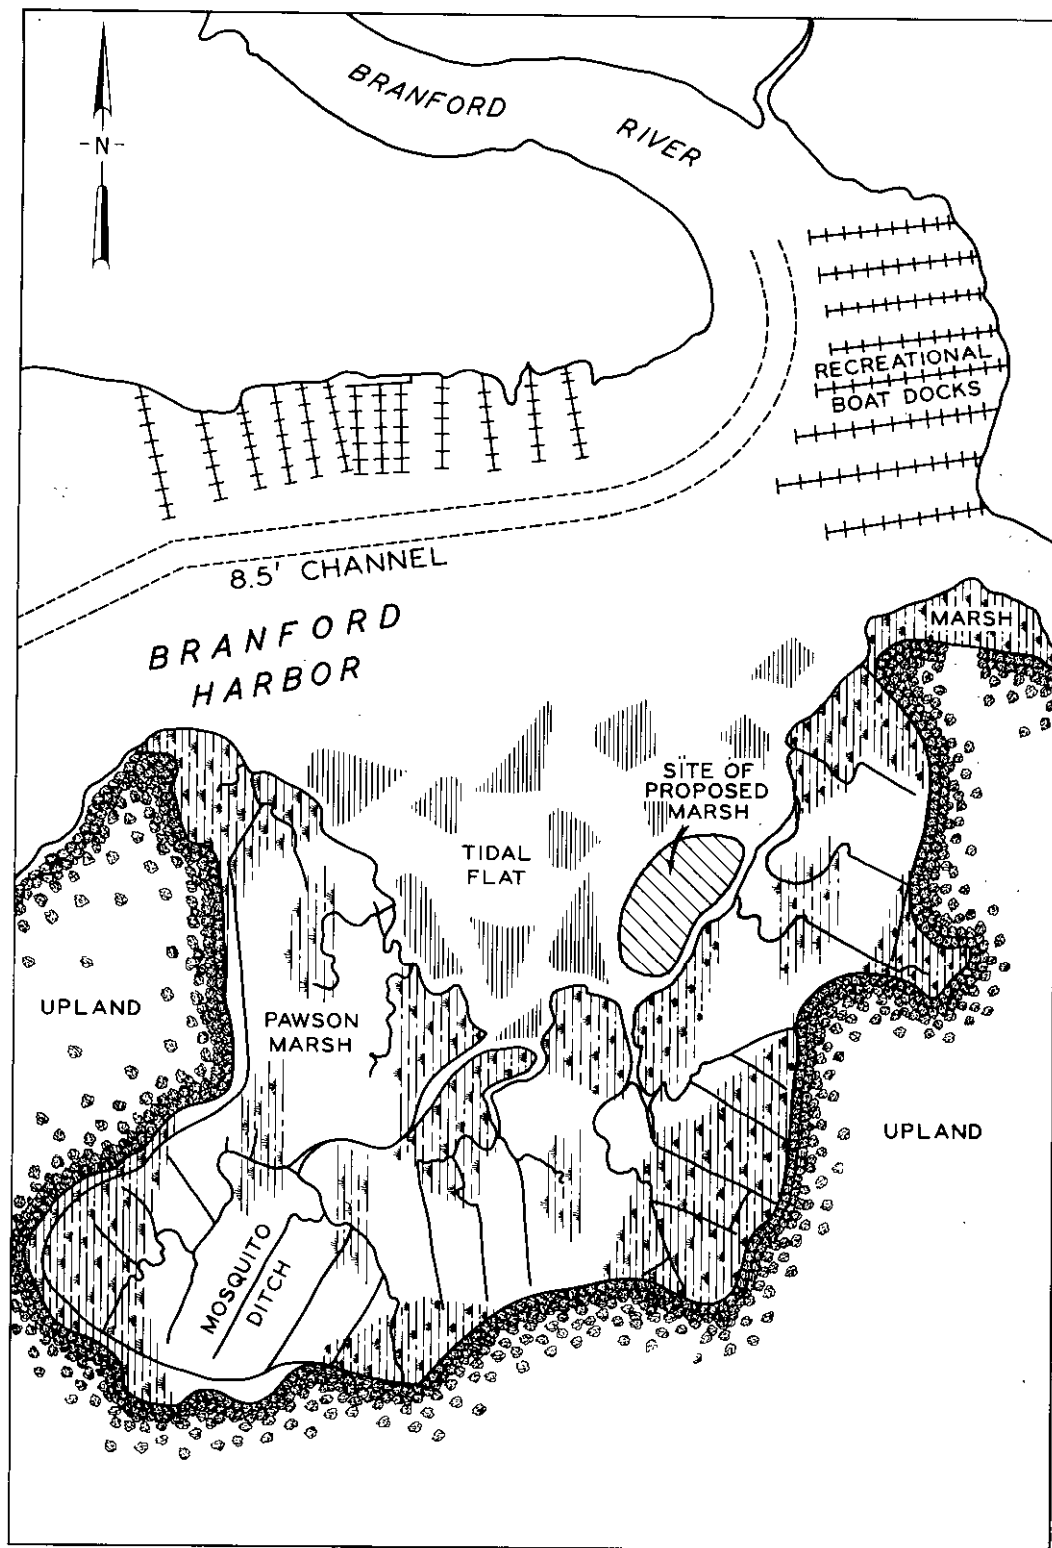 BRANFORD
RIVER
-N-
RECREATIONAL
BOAT DOCKS
8.5' CHANNEL
BRANFORD
HARBOR
MARSH
SITE OF
PROPOSED
MARSH
TIDAL
FLAT
UPLAND
PAWSON
MARSH
UPLAND
MOSQUITO
DITCH